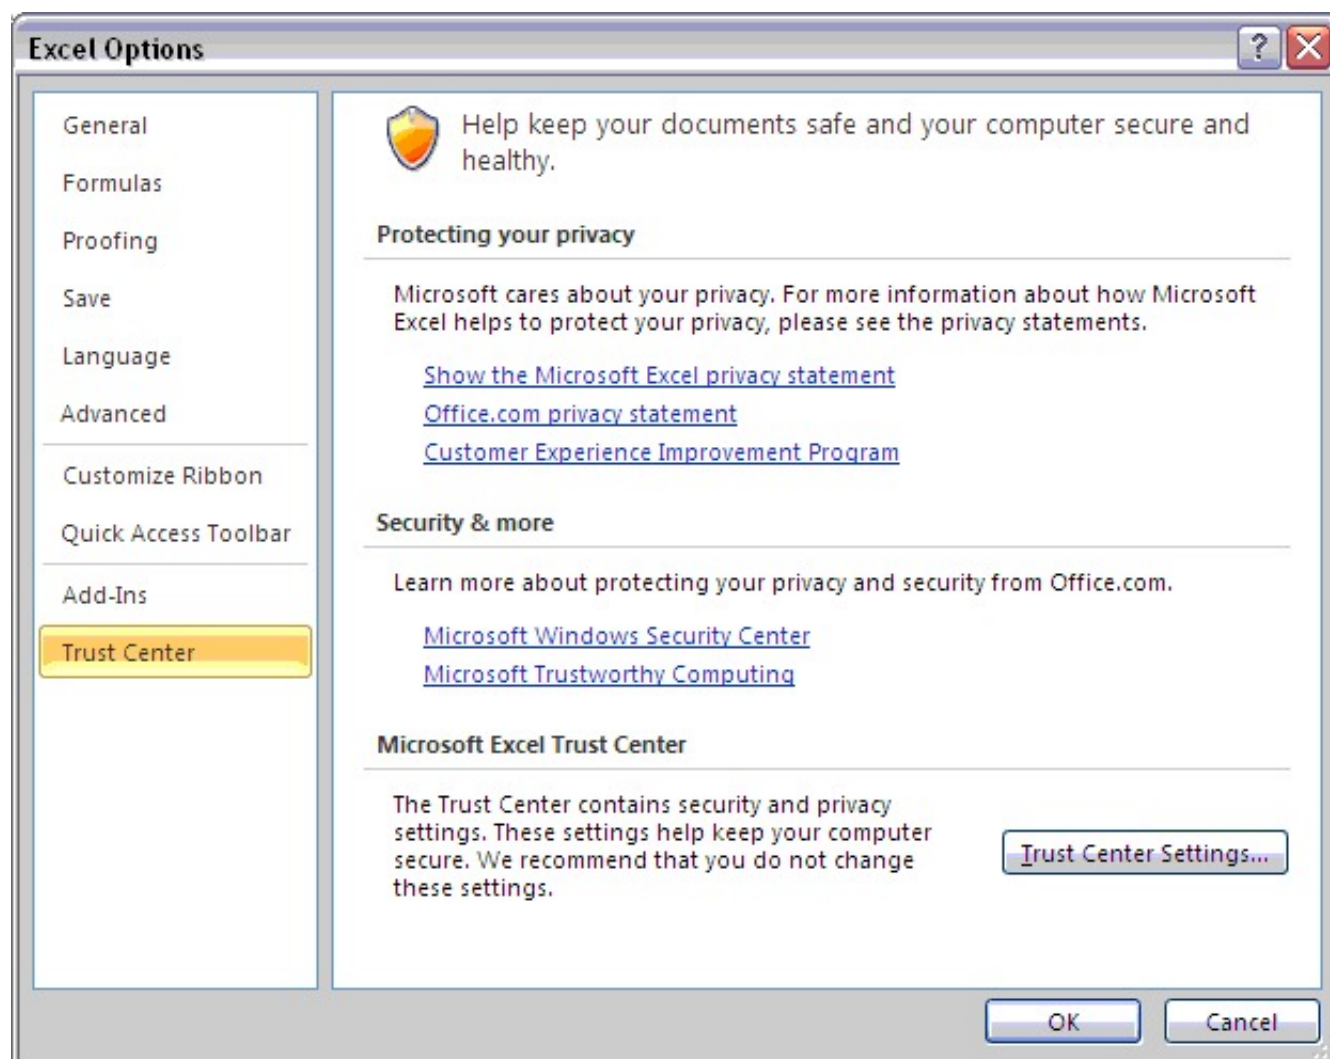 Excel Options
General
Formulas
Proofing
Save
Language
Advanced
Customize Ribbon
Quick Access Toolbar
Add-Ins
Trust Center
Help keep your documents safe and your computer secure and
healthy.
Protecting your privacy
Microsoft cares about your privacy. For more information about how Microsoft
Excel helps to protect your privacy, please see the privacy statements.
Show the Microsoft Excel privacy statement
Office.com privacy statement
Customer Experience Improvement Program
Security & more
Learn more about protecting your privacy and security from Office.com.
Microsoft Windows Security Center
Microsoft Trustworthy Computing
Microsoft Excel Trust Center
The Trust Center contains security and privacy
settings. These settings help keep your computer
secure. We recommend that you do not change
these settings.
Trust Center Settings...
OK
Cancel